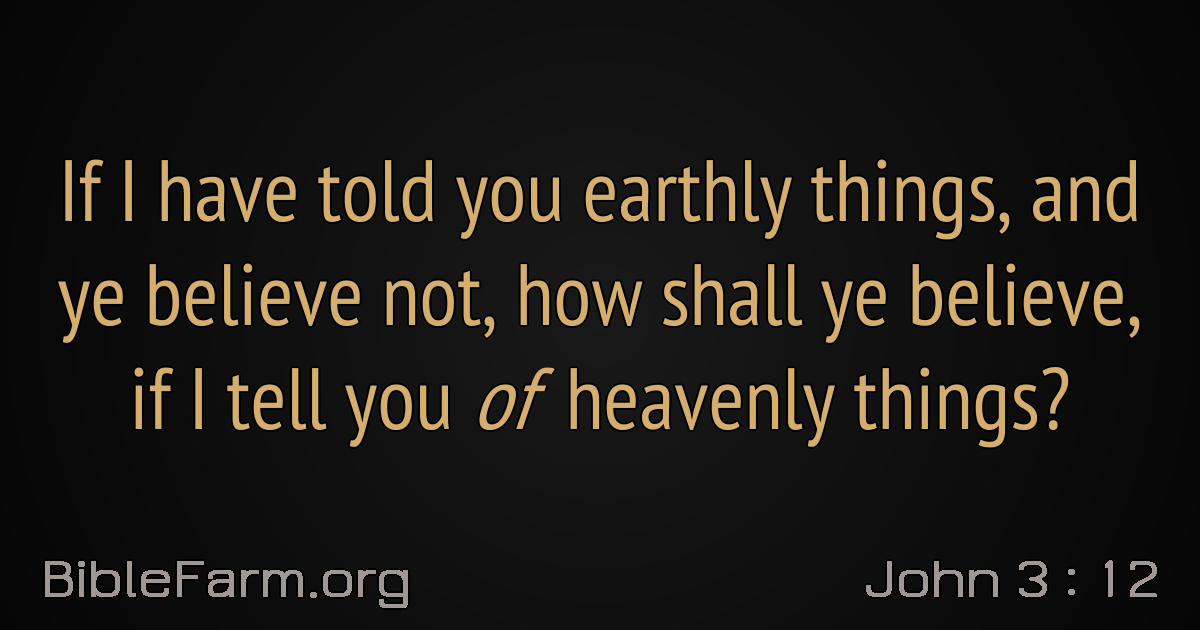 If I have told you earthly things, and
ye believe not, how shall ye believe,
if I tell you of heavenly things?
BibleFarm.org
John 3 : 12